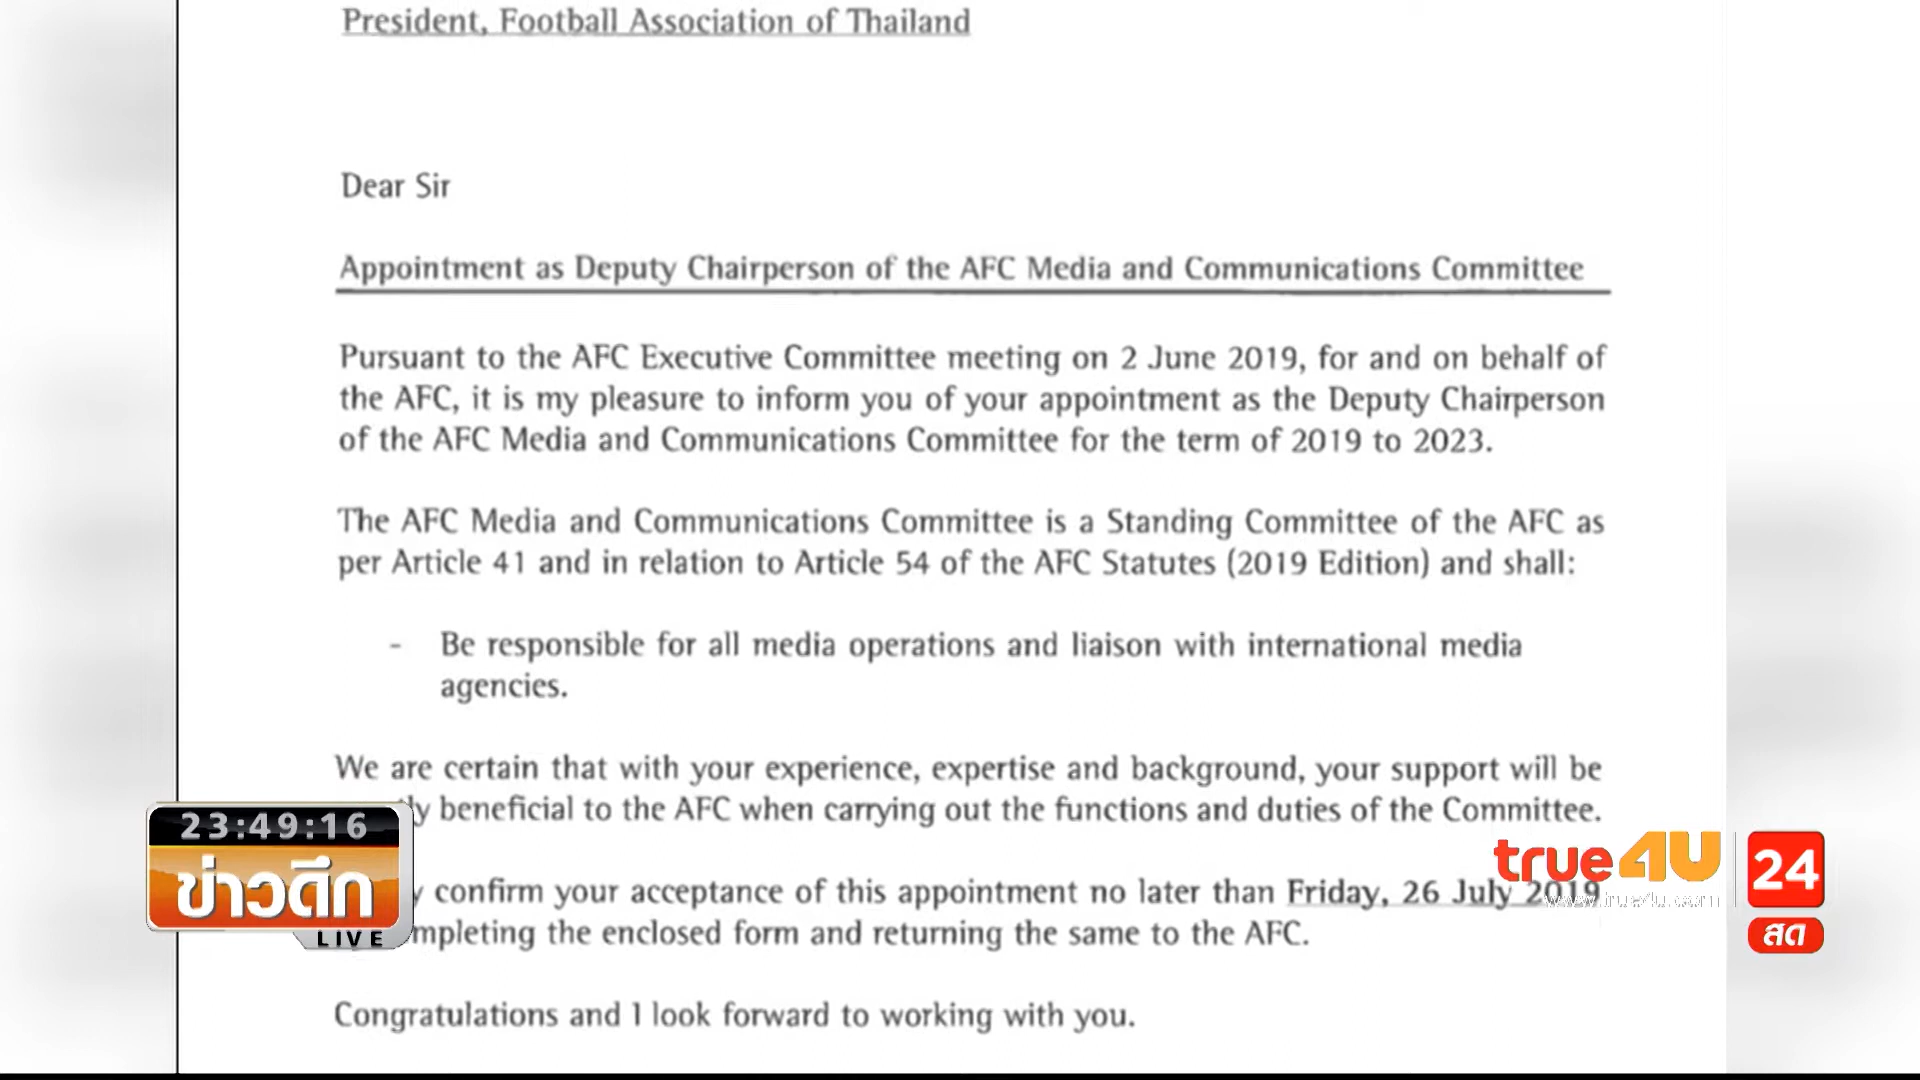 President, Football Association of Thailand
Dear Sir
Appointment as Deputy Chairperson of the AFC Media and Communications Committee
Pursuant to the AFC Executive Committee meeting on 2 June 2019, for and on behalf of
the AFC, it is my pleasure to inform you of your appointment as the Deputy Chairperson
of the AFC Media and Communications Committee for the term of 2019 to 2023.
The AFC Media and Communications Committee is a Standing Committee of the AFC as
per Article 41 and in relation to Article 54 of the AFC Statutes (2019 Edition) and shall:
- Be responsible for all media operations and liaison with international media
agencies.
We are certain that with your experience, expertise and background, your support will be
beneficial to the AFC when carrying out the functions and duties of the Committee.
confirm your acceptance of this appointment no later than Friday, 26 July 2019
the enclosed form and returning the same to the AFC.
Congratulations and I look forward to working with you.
23:49:16
ข่าวดึก
LIVE
true4U 24
www.true4u.com
สด